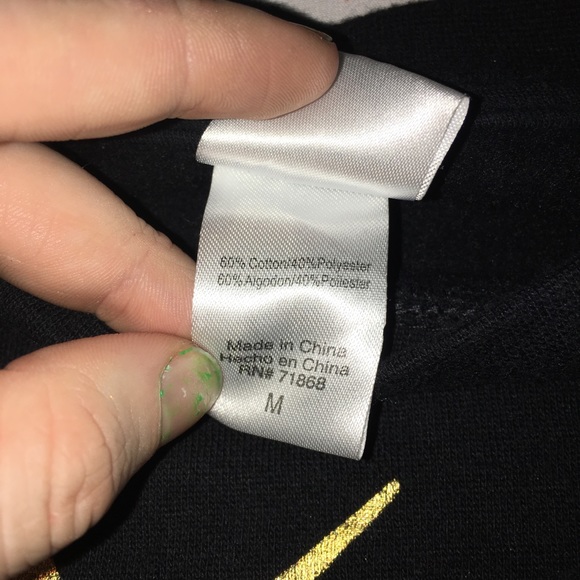 60% Cotton/40%Polyester
60% Algodon/40%Poliester
Made in China
Hecho en China
RN# 71868
M